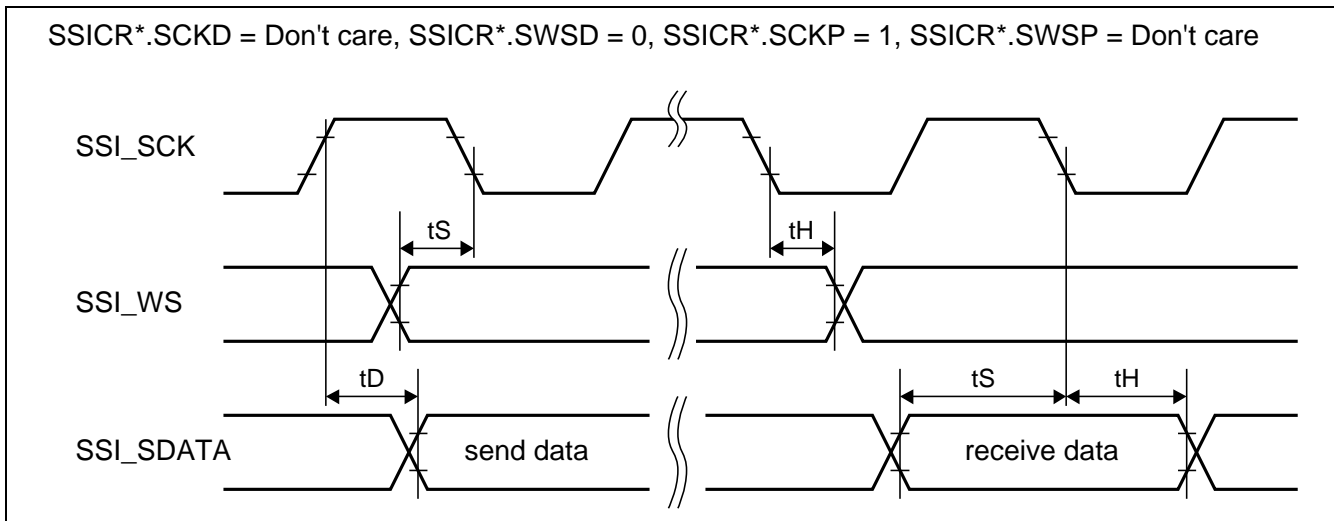 SSICR*.SCKD = Don't care, SSICR*.SWSD = 0, SSICR*.SCKP = 1, SSICR*.SWSP = Don't care
SSI_SCK
tS
tH
SSI_WS
tD
tS
tH
SSI_SDATA
send data
receive data